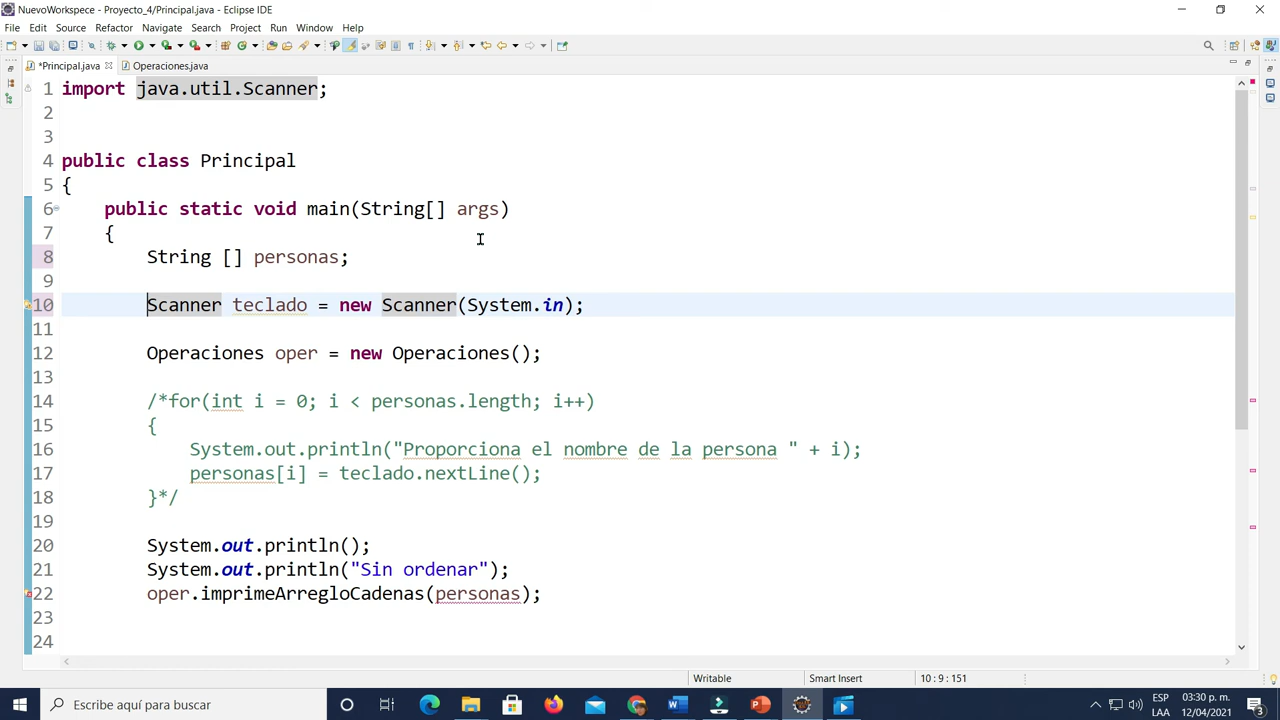 NuevoWorkspece - Proyecto_4/Principal.java - Eclipse IDE
File Edit Source Refactor Navigate Search Project Run Window Help
*Principal.java Operaciones.java
1 import java.util.Scanner;
2
3
4 public class Principal
5 {
6 public static void main(String[] args)
7 {
8 String [] personas;
9
10 Scanner teclado = new Scanner(System.in);
11
12 Operaciones oper = new Operaciones();
13
14 /*for(int i = 0; i < personas.length; i++)
15 {
16 System.out.println("Proporciona el nombre de la persona " + i);
17 personas[i] = teclado.nextLine();
18 }*/
19
20 System.out.println();
21 System.out.println("Sin ordenar");
22 oper.imprimeArregloCadenas(personas);
23
24
Writable Smart Insert 10 : 9 : 151
Escribe aquí para buscar
ESP 03:30 p. m.
LAA 12/04/2021
3